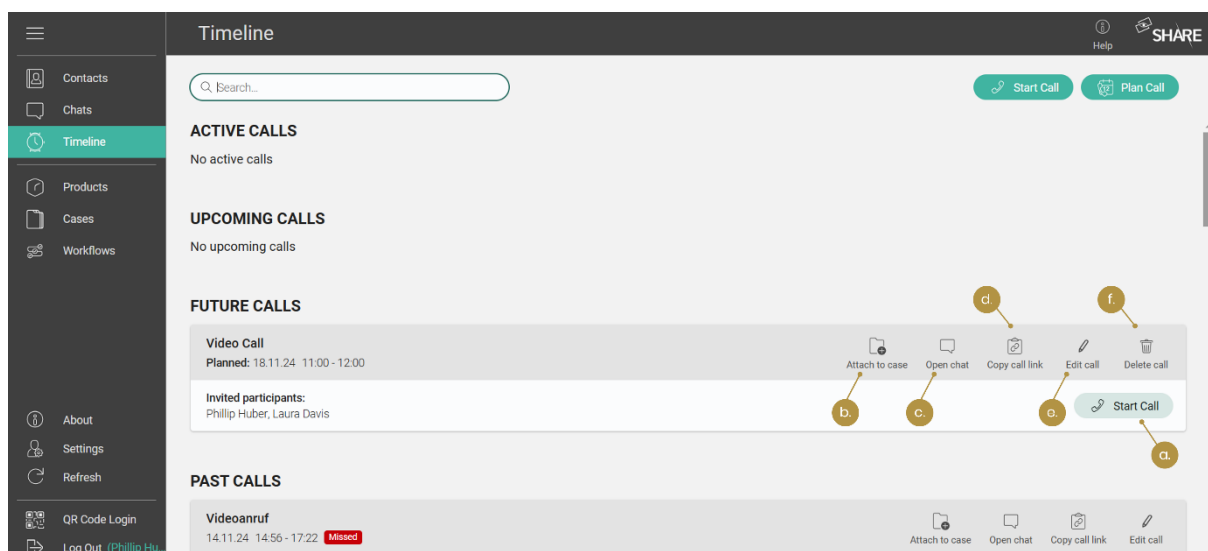 Timeline
Help
SHARE
Contacts
Chats
Timeline
Products
Cases
Workflows
About
Settings
Refresh
QR Code Login
Log Out (Phillip Hu...
Search...
Start Call
Plan Call
ACTIVE CALLS
No active calls
UPCOMING CALLS
No upcoming calls
FUTURE CALLS
d.
f.
Video Call
Planned: 18.11.24 11:00 - 12:00
Attach to case
Open chat
Copy call link
Edit call
Delete call
Invited participants:
Phillip Huber, Laura Davis
b.
c.
e.
Start Call
a.
PAST CALLS
Videoanruf
14.11.24 14:56 - 17:22 Missed
Attach to case
Open chat
Copy call link
Edit call